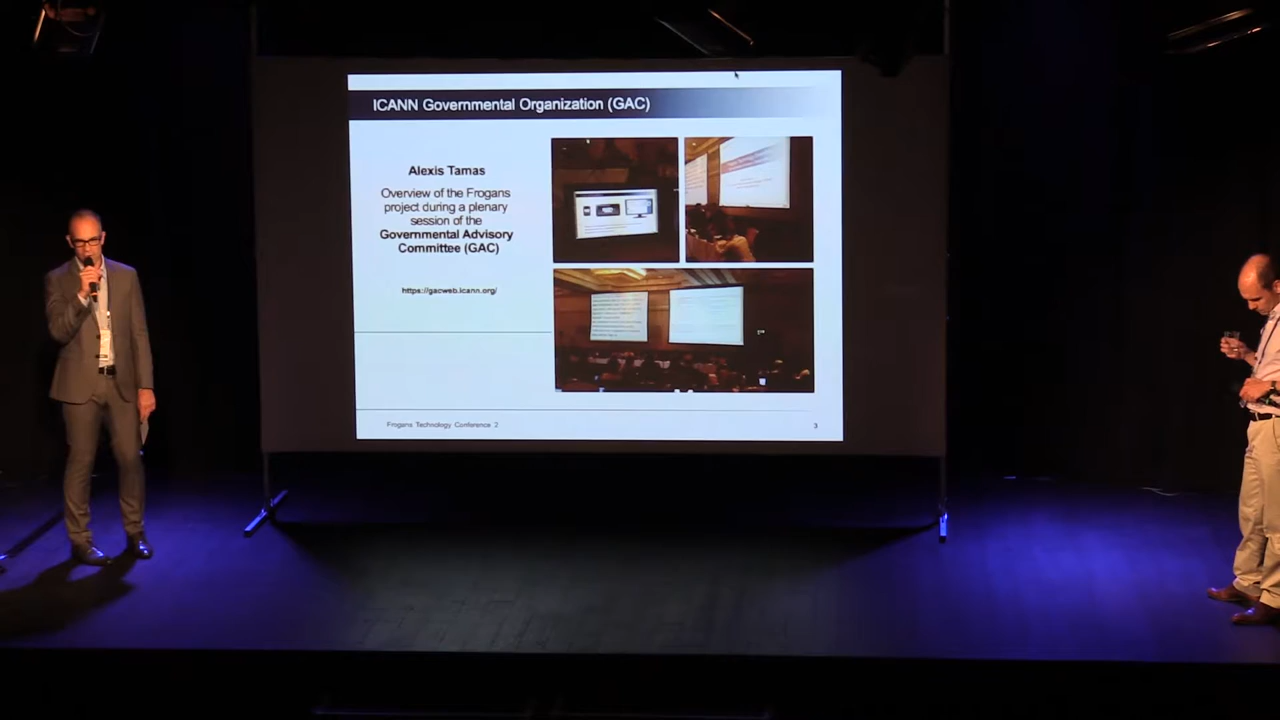 ICANN Governmental Organization (GAC)
Alexis Tamas
Overview of the Frogans
project during a plenary
session of the
Governmental Advisory
Committee (GAC)
https://gacweb.icann.org/
Frogans Technology Conference 2
3